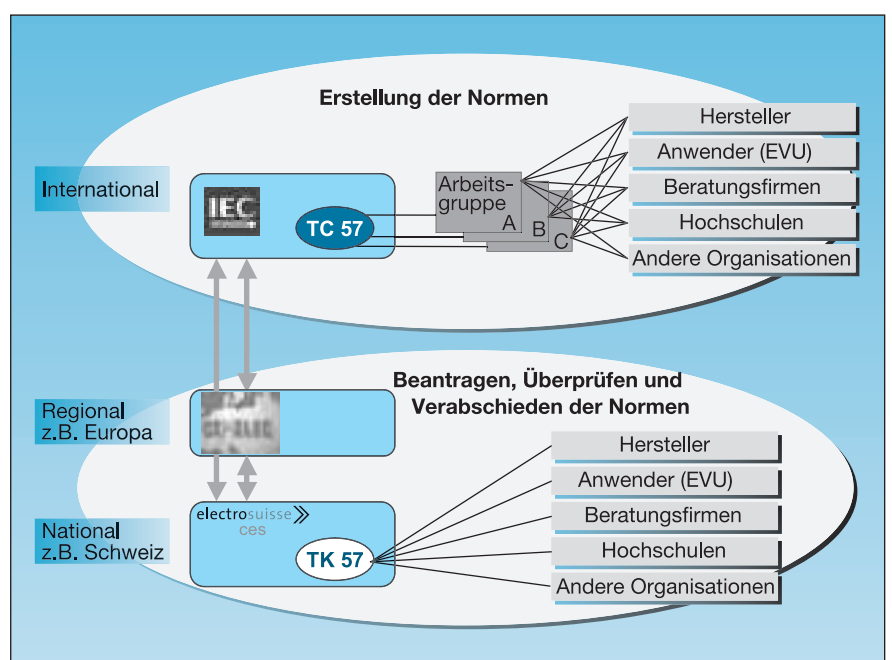 Erstellung der Normen
International
IEC
TC 57
Arbeits-
gruppe
A
B
C
Hersteller
Anwender (EVU)
Beratungsfirmen
Hochschulen
Andere Organisationen
Beantragen, Überprüfen und
Verabschieden der Normen
Regional
z.B. Europa
National
z.B. Schweiz
electrosuisse
ces
TK 57
Hersteller
Anwender (EVU)
Beratungsfirmen
Hochschulen
Andere Organisationen